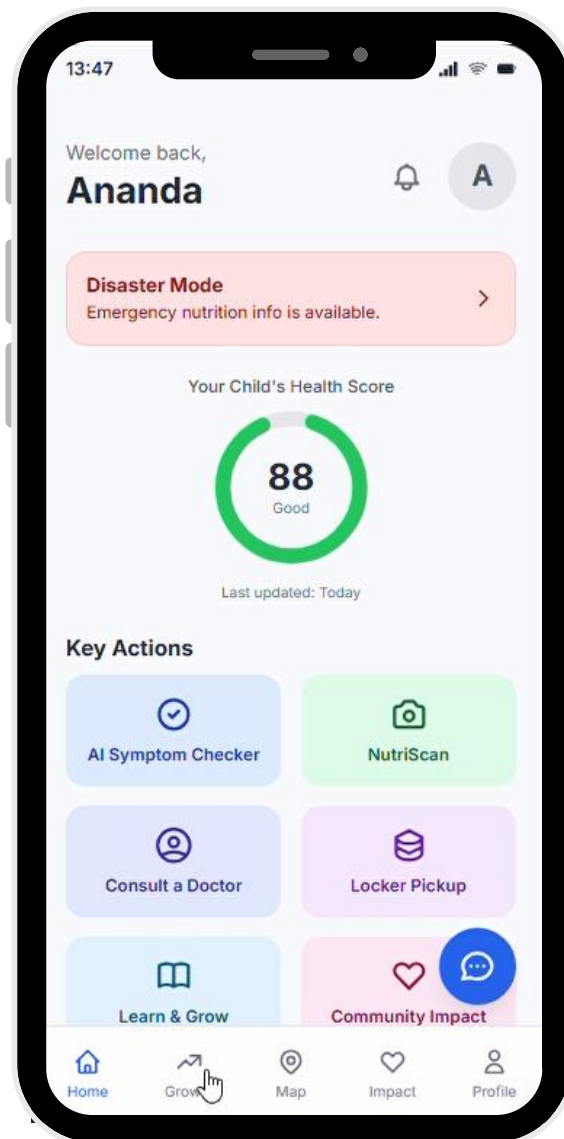 13:47
Welcome back,
Ananda
A
Disaster Mode
Emergency nutrition info is available.
Your Child's Health Score
88
Good
Last updated: Today
Key Actions
AI Symptom Checker
NutriScan
Consult a Doctor
Locker Pickup
Learn & Grow
Community Impact
Home
Map
Impact
Profile